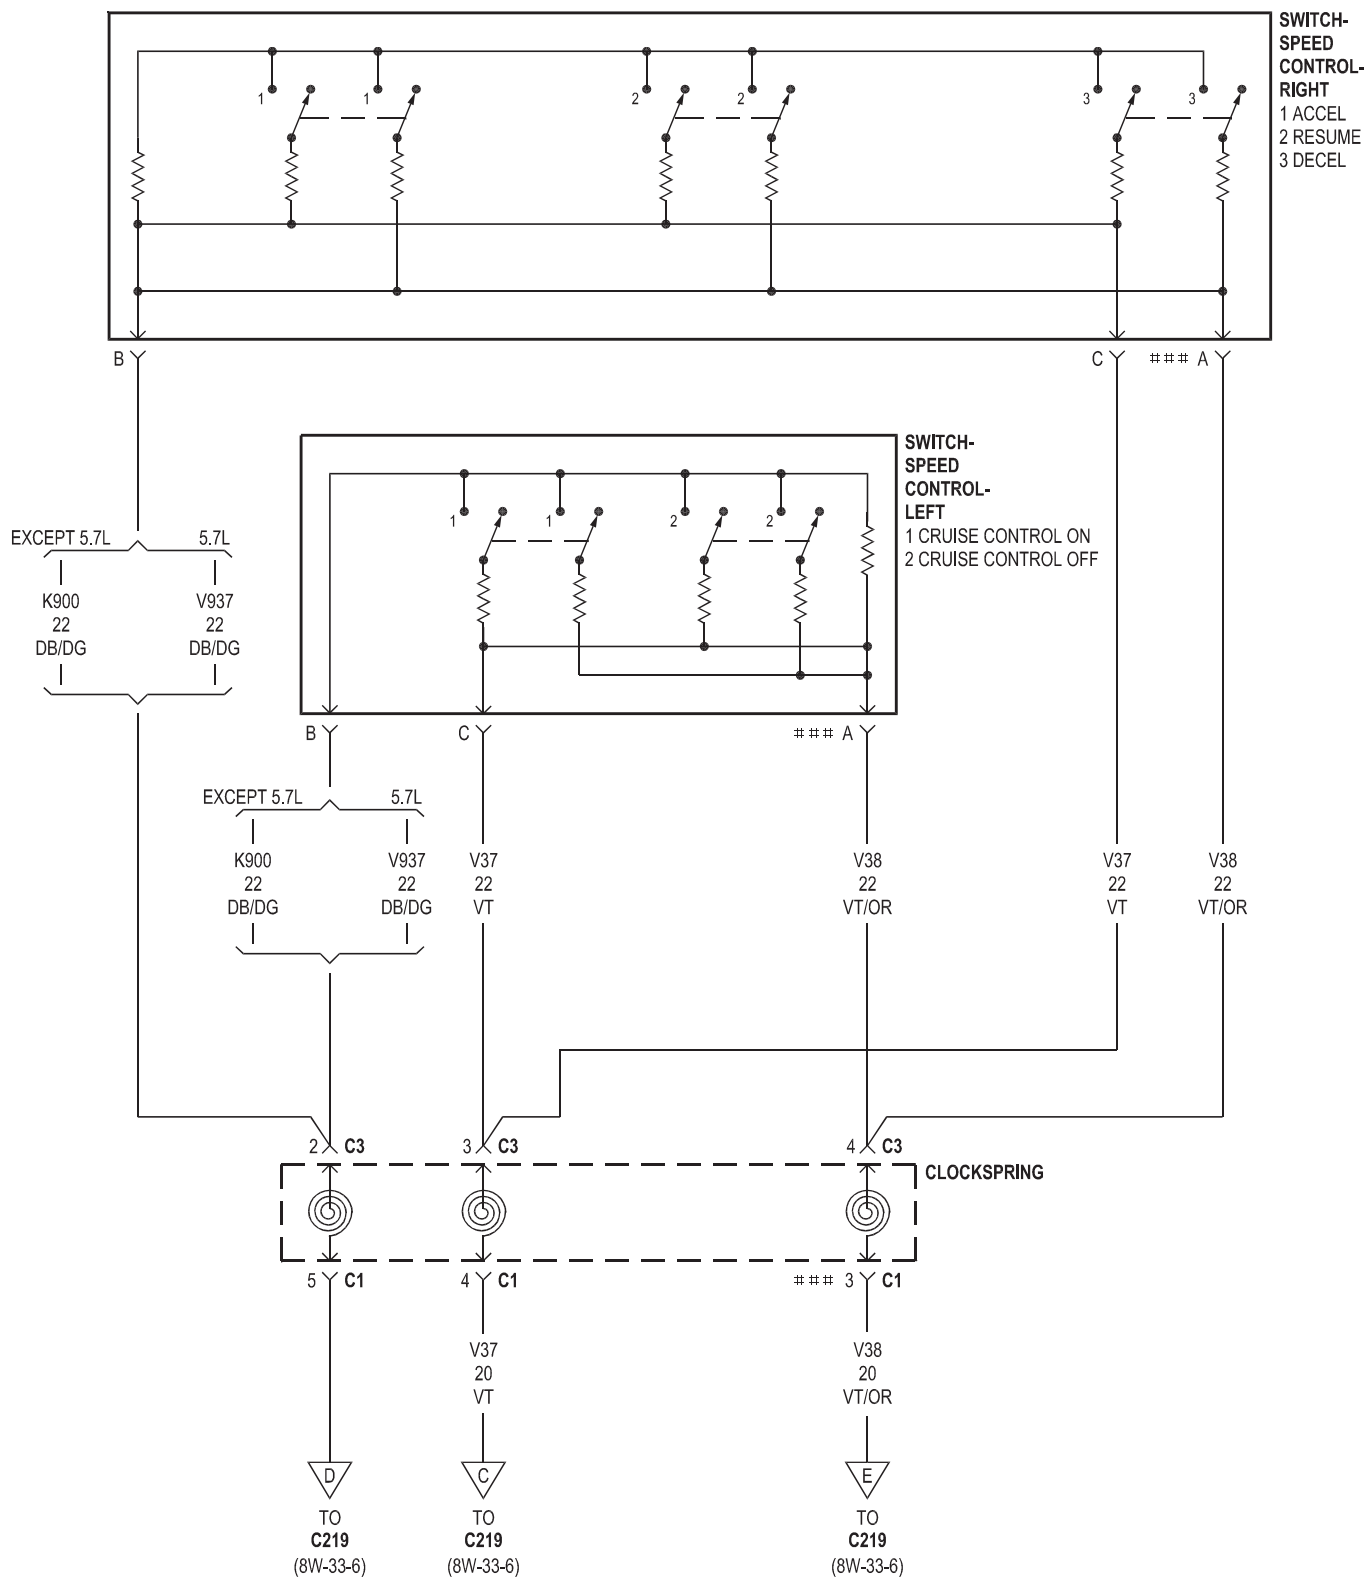 SWITCH-
SPEED
CONTROL-
RIGHT
1 ACCEL
2 RESUME
3 DECEL
1 1 2 2 3 3
B C ### A
SWITCH-
SPEED
CONTROL-
LEFT
1 CRUISE CONTROL ON
2 CRUISE CONTROL OFF
1 1 2 2
EXCEPT 5.7L 5.7L
K900 V937
22 22
DB/DG DB/DG
B C ### A
EXCEPT 5.7L 5.7L
K900 V937 V37 V38 V37 V38
22 22 22 22 22 22
DB/DG DB/DG VT VT/OR VT VT/OR
2 C3 3 C3 4 C3
CLOCKSPRING
5 C1 4 C1 ### 3 C1
V37 V38
20 20
VT VT/OR
D C E
TO TO TO
C219 C219 C219
(8W-33-6) (8W-33-6) (8W-33-6)